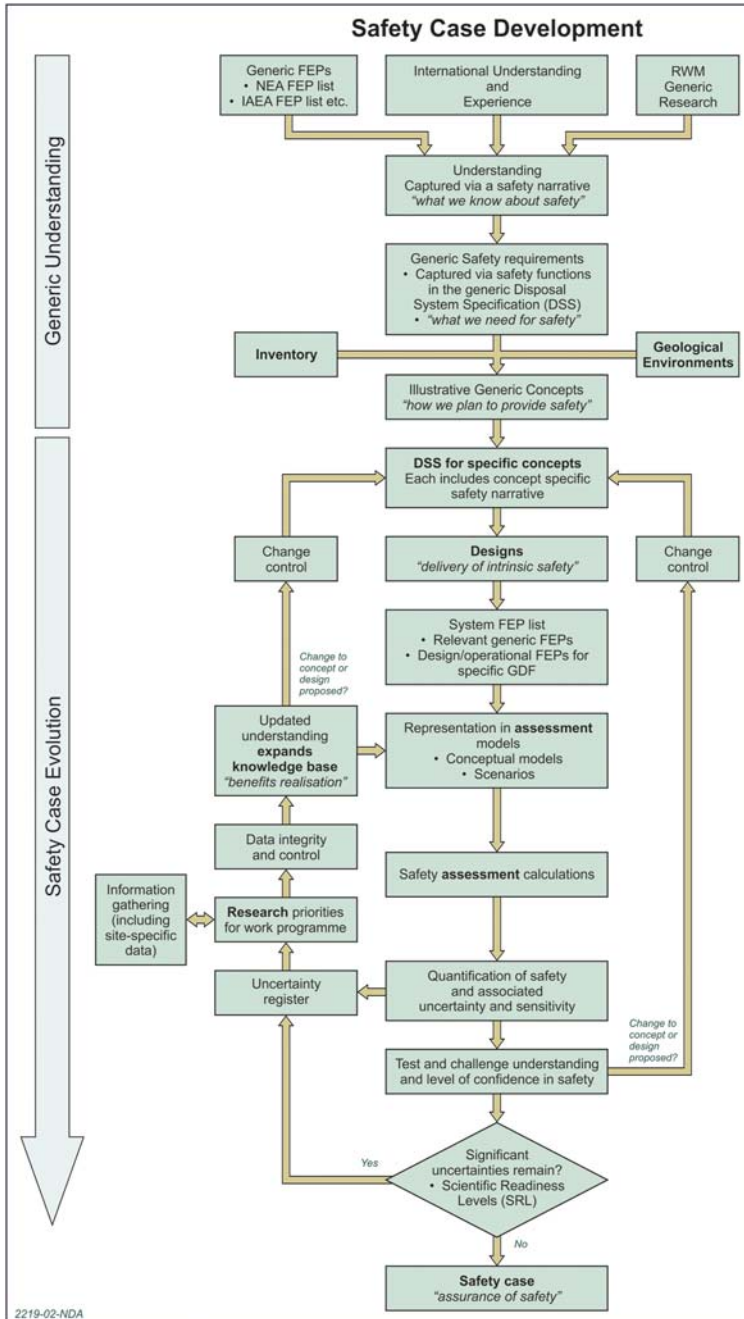 Safety Case Development
Generic FEPs
• NEA FEP list
• IAEA FEP list etc.
International Understanding
and
Experience
RWM
Generic
Research
Understanding
Captured via a safety narrative
"what we know about safety"
Generic Understanding
Generic Safety requirements
• Captured via safety functions
in the generic Disposal
System Specification (DSS)
• "what we need for safety"
Inventory
Geological
Environments
Illustrative Generic Concepts
"how we plan to provide safety"
DSS for specific concepts
Each includes concept specific
safety narrative
Change
control
Designs
"delivery of intrinsic safety"
Change
control
System FEP list
• Relevant generic FEPs
• Design/operational FEPs for
specific GDF
Change to
concept or
design
proposed?
Updated
understanding
expands
knowledge base
"benefits realisation"
Representation in assessment
models
• Conceptual models
• Scenarios
Safety Case Evolution
Data integrity
and control
Safety assessment calculations
Information
gathering
(including
site-specific
data)
Research priorities
for work programme
Uncertainty
register
Quantification of safety
and associated
uncertainty and sensitivity
Change to
concept or
design
proposed?
Test and challenge understanding
and level of confidence in safety
Yes
Significant
uncertainties remain?
• Scientific Readiness
Levels (SRL)
No
Safety case
"assurance of safety"
2219-02-NDA